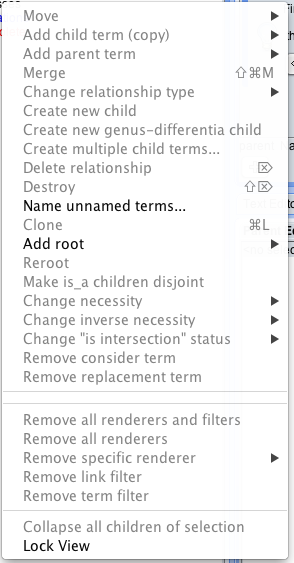 Move
Add child term (copy)
Add parent term
Merge ⇧⌘M
Change relationship type
Create new child
Create new genus-differentia child
Create multiple child terms...
Delete relationship ⌦
Destroy ⇧⌦
Name unnamed terms...
Clone ⌘L
Add root
Reroot
Make is_a children disjoint
Change necessity
Change inverse necessity
Change "is intersection" status
Remove consider term
Remove replacement term
Remove all renderers and filters
Remove all renderers
Remove specific renderer
Remove link filter
Remove term filter
Collapse all children of selection
Lock View